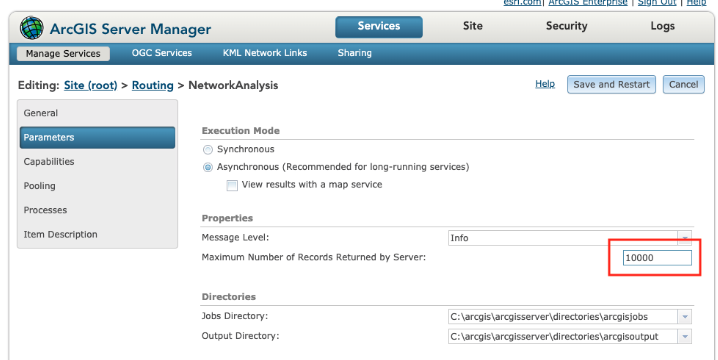 esri.com | ArcGIS Enterprise | Sign Out | Help
ArcGIS Server Manager
Services Site Security Logs
Manage Services OGC Services KML Network Links Sharing
Editing: Site (root) > Routing > NetworkAnalysis Help Save and Restart Cancel
General
Parameters
Capabilities
Pooling
Processes
Item Description
Execution Mode
Synchronous
Asynchronous (Recommended for long-running services)
View results with a map service
Properties
Message Level: Info
Maximum Number of Records Returned by Server: 10000
Directories
Jobs Directory: C:\arcgis\arcgisserver\directories\arcgisjobs
Output Directory: C:\arcgis\arcgisserver\directories\arcgisoutput